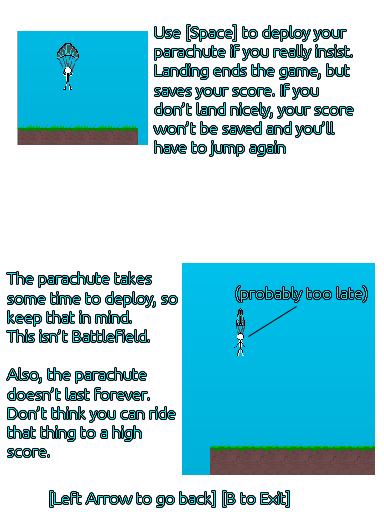 Use [Space] to deploy your
parachute if you really insist.
Landing ends the game, but
saves your score. If you
don't land nicely, your score
won't be saved and you'll
have to jump again
(probably too late)
The parachute takes
some time to deploy, so
keep that in mind.
This isn't Battlefield.
Also, the parachute
doesn't last forever.
Don't think you can ride
that thing to a high
score.
[Left Arrow to go back] [B to Exit]